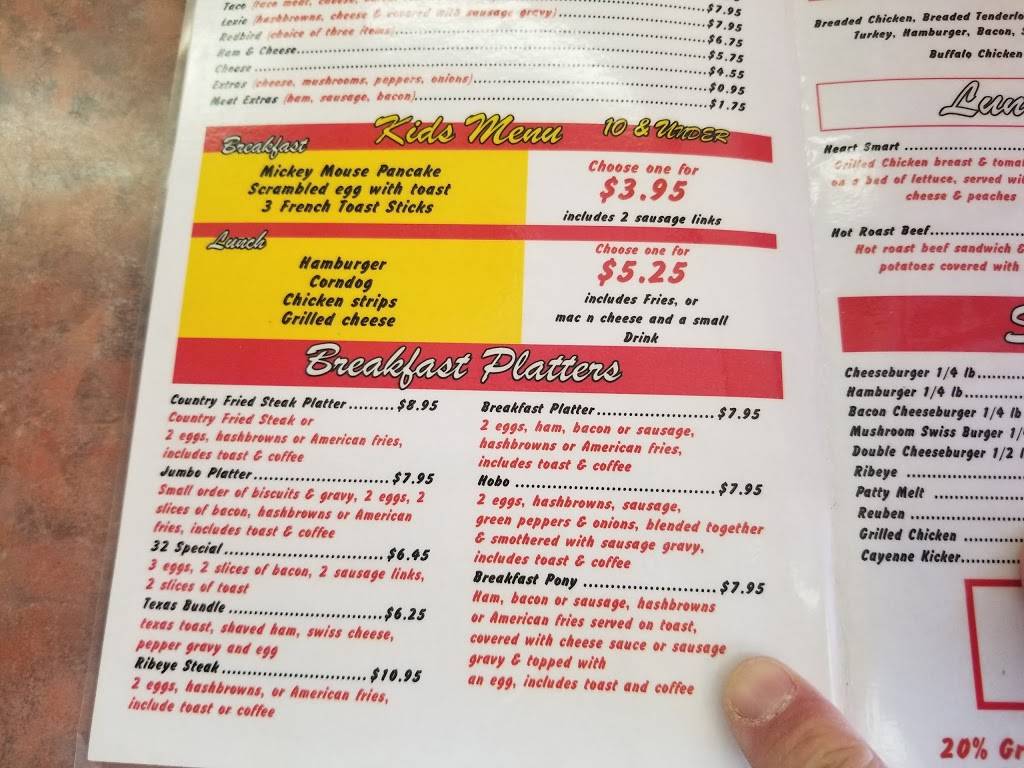 Taco (taco meat, cheese,
$7.95
Lexie (hashbrowns, cheese & covered with sausage gravy) $7.95
Redbird (choice of three items) $6.75
Ham & Cheese $5.75
Cheese $4.55
Extras (cheese, mushrooms, peppers, onions) $0.95
Meat Extras (ham, sausage, bacon) $1.75
Kids Menu 10 & UNDER
Breakfast
Mickey Mouse Pancake
Scrambled egg with toast
3 French Toast Sticks
Choose one for
$3.95
includes 2 sausage links
Lunch
Hamburger
Corndog
Chicken strips
Grilled cheese
Choose one for
$5.25
includes Fries, or
mac n cheese and a small
Drink
Breakfast Platters
Country Fried Steak Platter.........$8.95
Country Fried Steak or
2 eggs, hashbrowns or American fries,
includes toast & coffee
Jumbo Platter.........................$7.95
Small order of biscuits & gravy, 2 eggs, 2
slices of bacon, hashbrowns or American
fries, includes toast & coffee
32 Special.............................$6.45
3 eggs, 2 slices of bacon, 2 sausage links,
2 slices of toast
Texas Bundle............................$6.25
texas toast, shaved ham, swiss cheese,
pepper gravy and egg
Ribeye Steak............................$10.95
2 eggs, hashbrowns, or American fries,
include toast or coffee
Breakfast Platter......................$7.95
2 eggs, ham, bacon or sausage,
hashbrowns or American fries,
includes toast & coffee
Hobo .....................................$7.95
2 eggs, hashbrowns, sausage,
green peppers & onions, blended together
& smothered with sausage gravy,
includes toast & coffee
Breakfast Pony .........................$7.95
Ham, bacon or sausage, hashbrowns
or American fries served on toast,
covered with cheese sauce or sausage
gravy & topped with
an egg, includes toast and coffee
Breaded Chicken, Breaded
Turkey, Hamburger, Bacon,
Buffalo Chicken
Heart Smart
Grilled Chicken breast &
on a bed of lettuce, served
cheese & peaches
Hot Roast Beef
Hot roast beef sandwich &
potatoes covered with
Cheeseburger 1/4 lb
Hamburger 1/4 lb
Bacon Cheeseburger 1/4 lb
Mushroom Swiss Burger
Double Cheeseburger 1/2
Ribeye
Patty Melt
Reuben
Grilled Chicken
Cayenne Kicker
20%